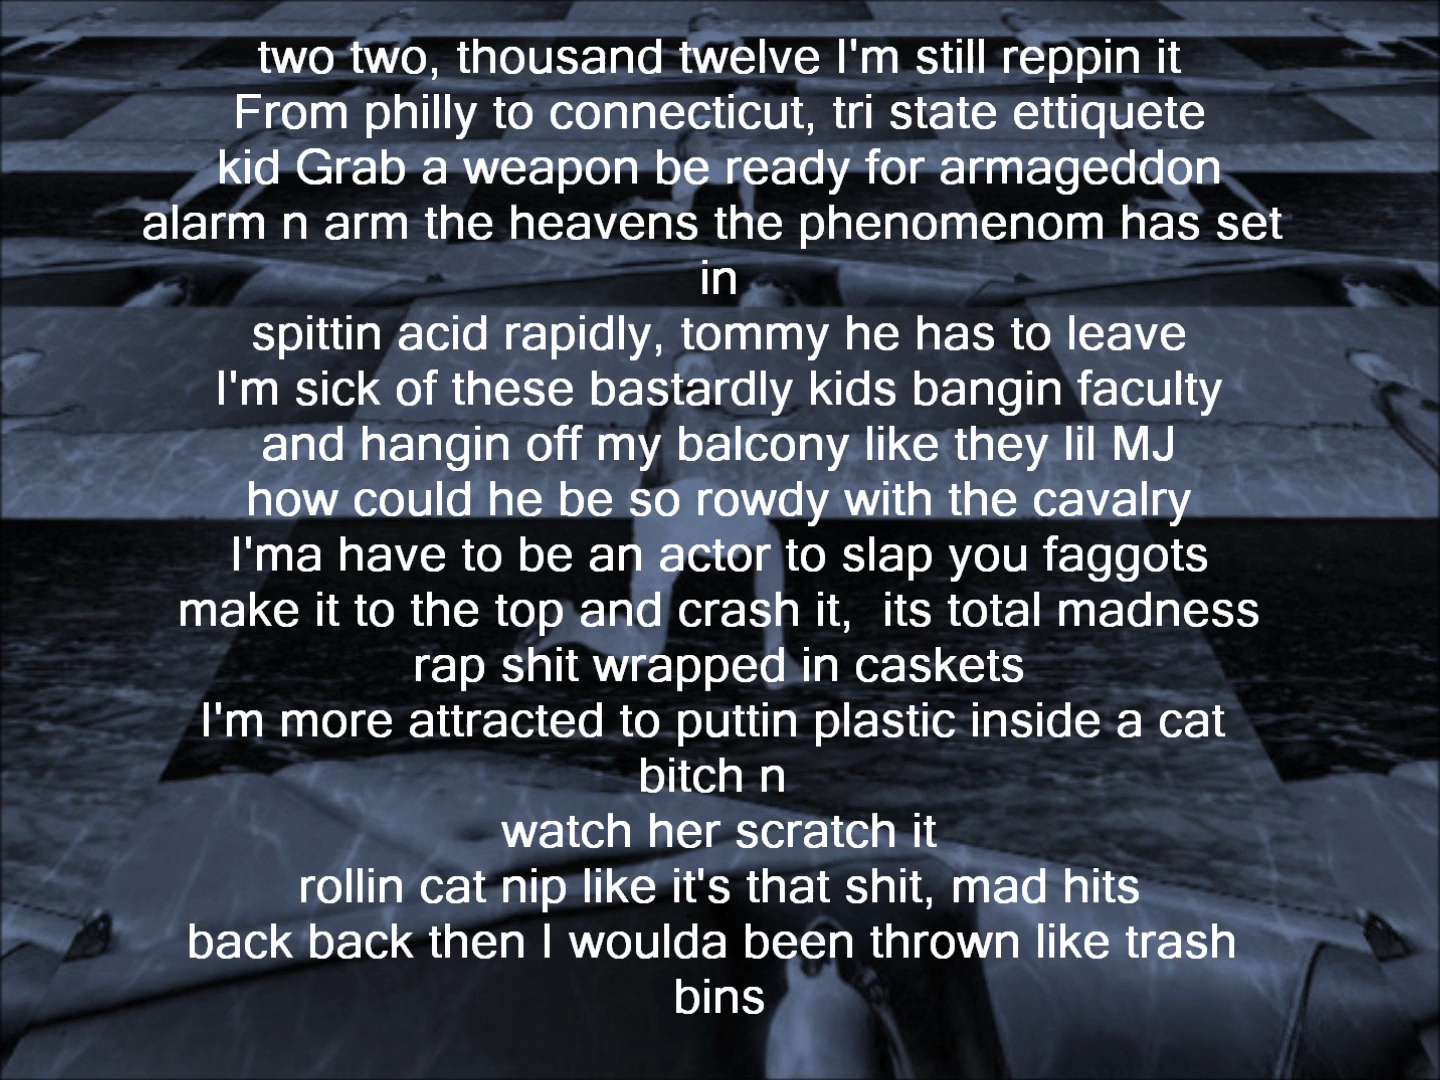 two two, thousand twelve I'm still reppin it
From philly to connecticut, tri state ettiquete
kid Grab a weapon be ready for armageddon
alarm n arm the heavens the phenomenom has set
in
spittin acid rapidly, tommy he has to leave
I'm sick of these bastardly kids bangin faculty
and hangin off my balcony like they lil MJ
how could he be so rowdy with the cavalry
I'ma have to be an actor to slap you faggots
make it to the top and crash it,  its total madness
rap shit wrapped in caskets
I'm more attracted to puttin plastic inside a cat
bitch n
watch her scratch it
rollin cat nip like it's that shit, mad hits
back back then I woulda been thrown like trash
bins